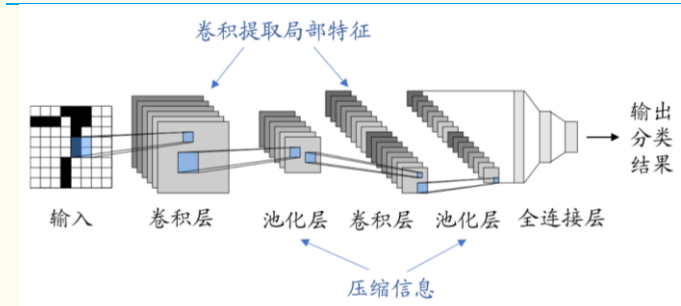 卷积提取局部特征
输出
分类
结果
输入
卷积层
池化层
卷积层
池化层
全连接层
压缩信息